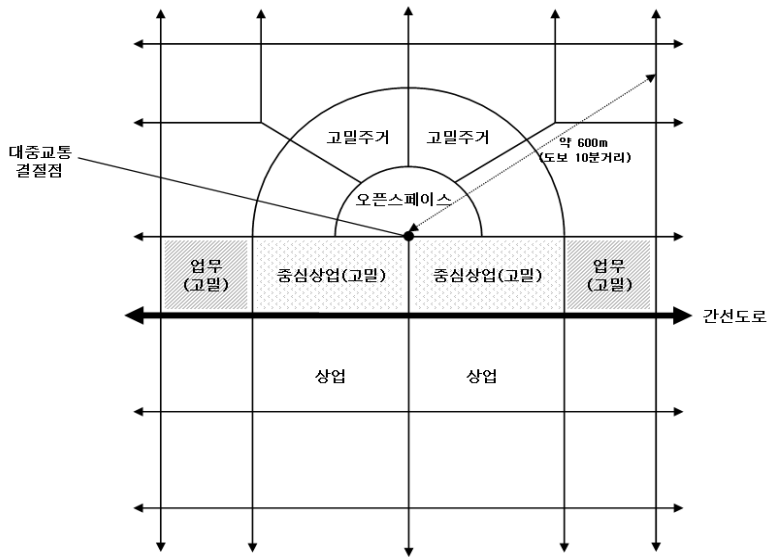 고밀주거
고밀주거
약 600m
(도보 10분거리)
대중교통
결절점
오픈스페이스
업무
(고밀)
중심상업(고밀)
중심상업(고밀)
업무
(고밀)
간선도로
상업
상업